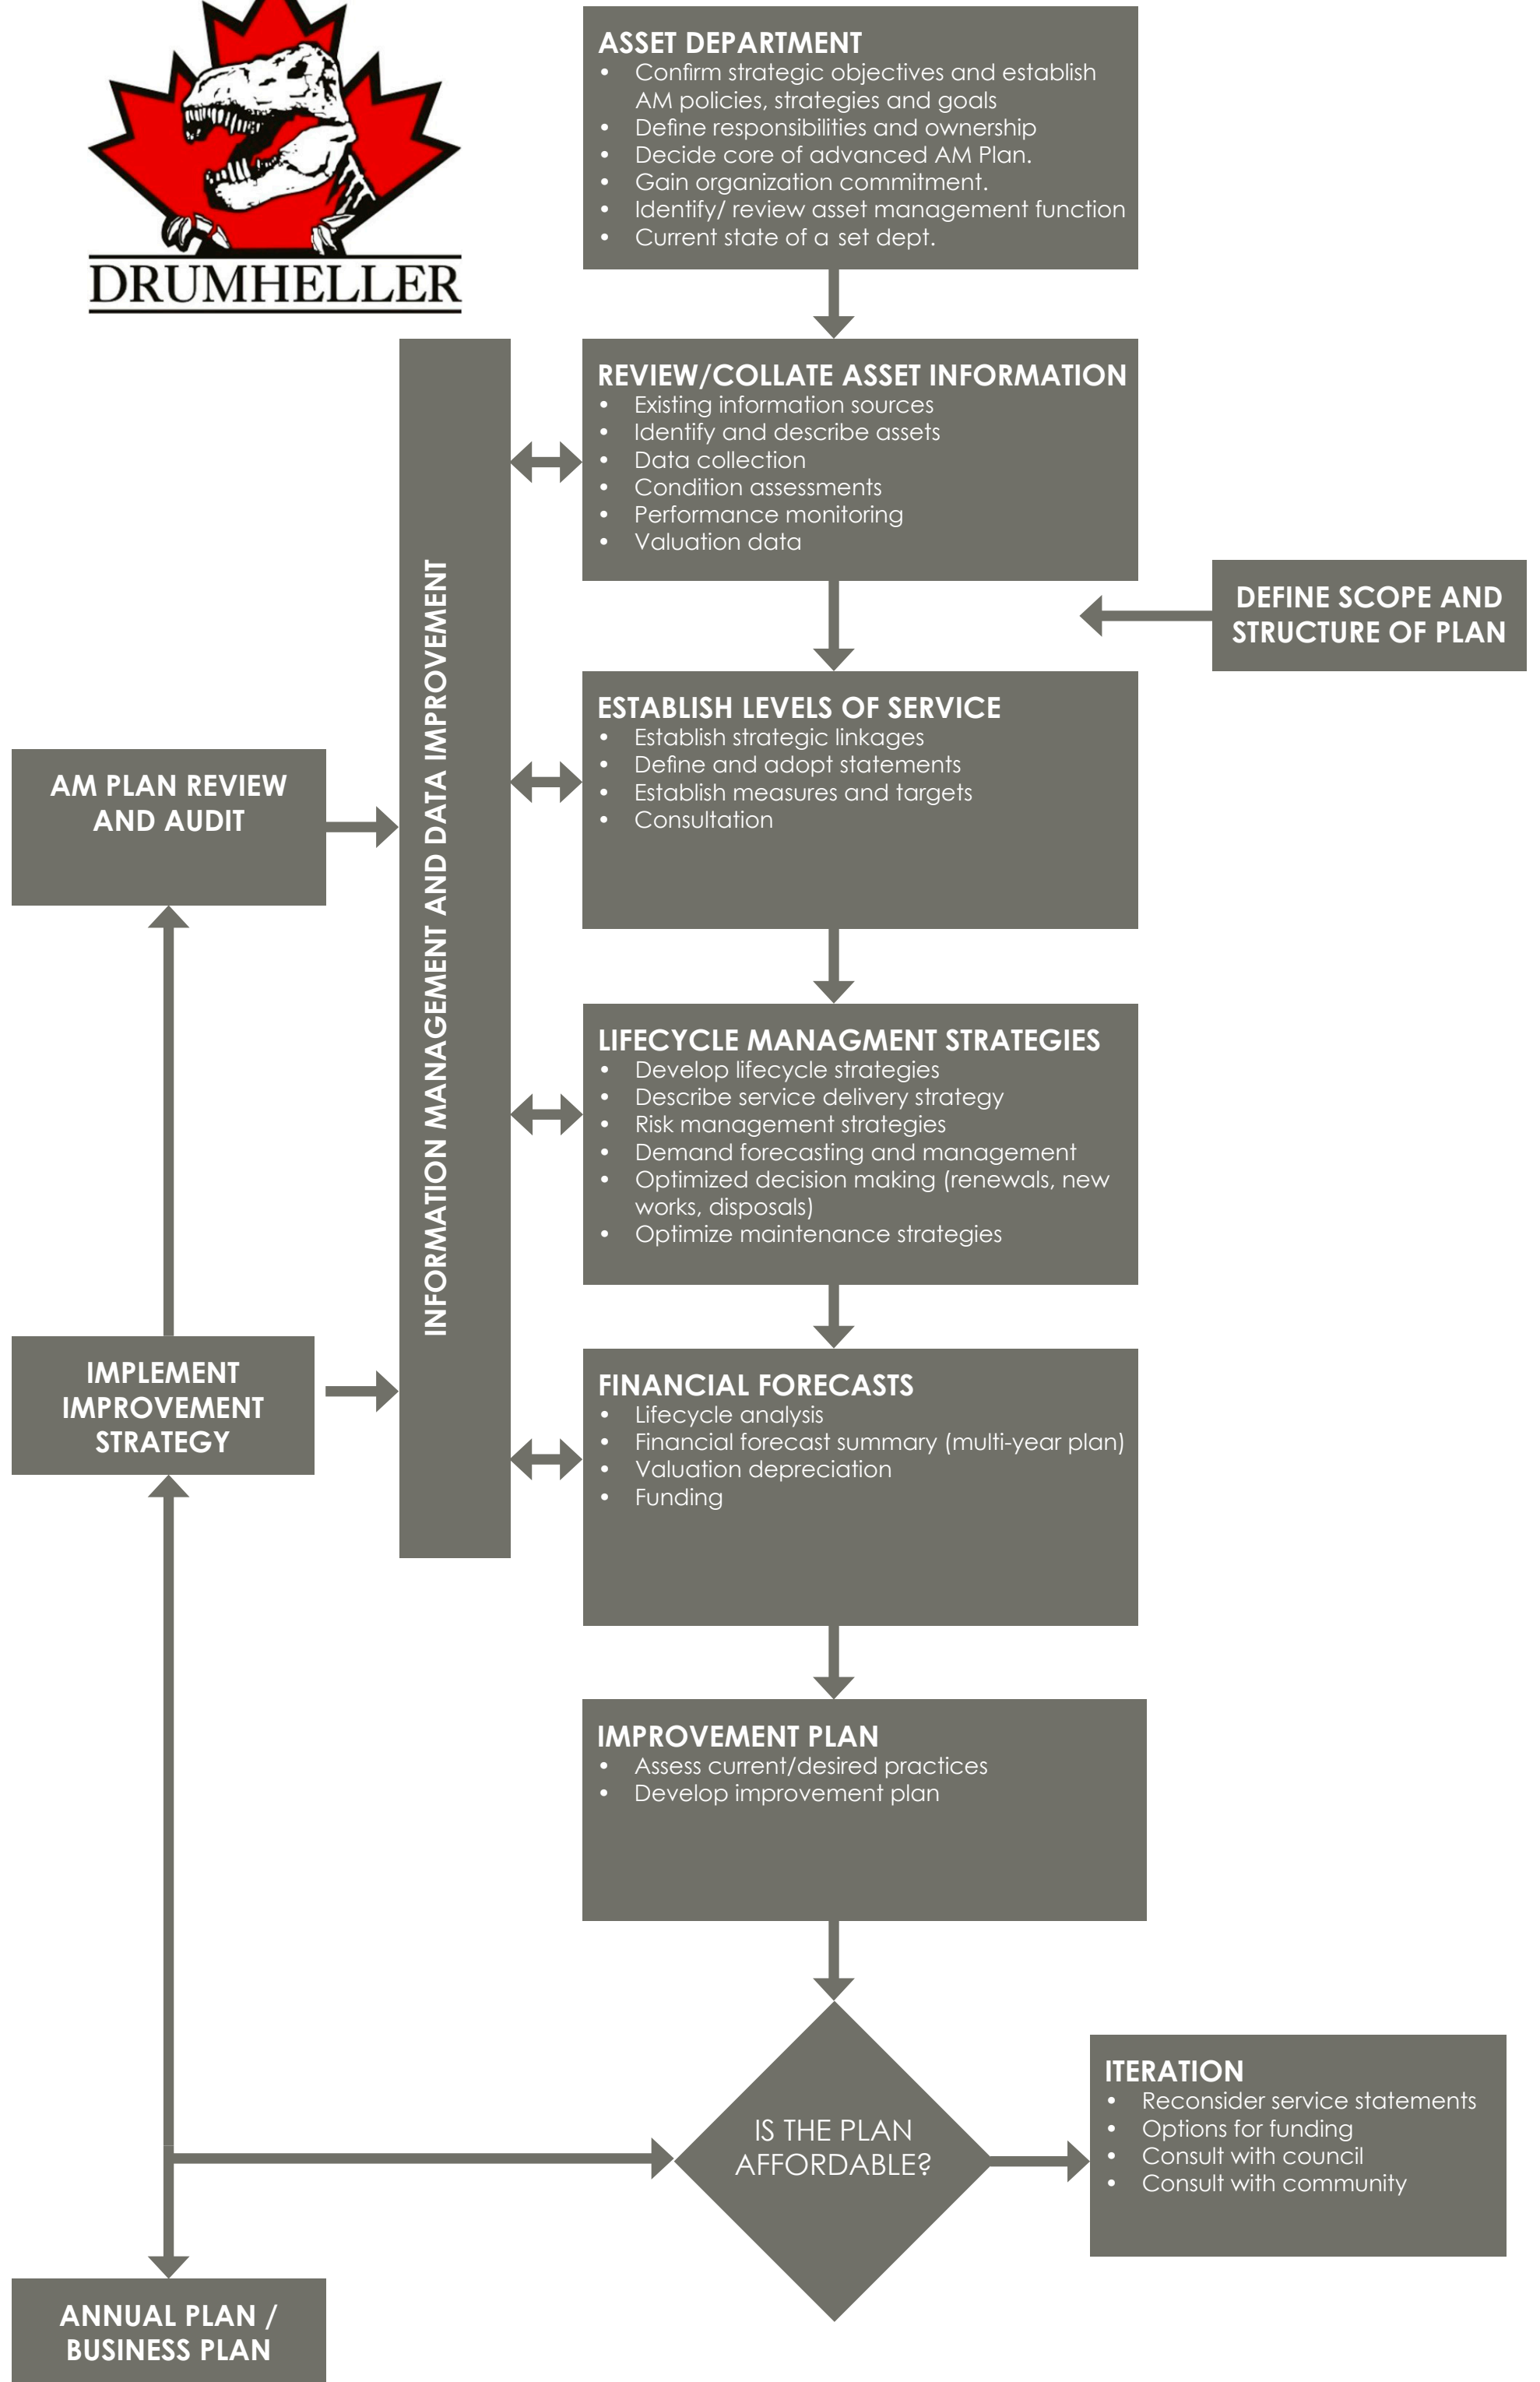 DRUMHELLER
ASSET DEPARTMENT
• Confirm strategic objectives and establish
AM policies, strategies and goals
• Define responsibilities and ownership
• Decide core of advanced AM Plan.
• Gain organization commitment.
• Identify/ review asset management function
• Current state of a set dept.
REVIEW/COLLATE ASSET INFORMATION
• Existing information sources
• Identify and describe assets
• Data collection
• Condition assessments
• Performance monitoring
• Valuation data
DEFINE SCOPE AND
STRUCTURE OF PLAN
INFORMATION MANAGEMENT AND DATA IMPROVEMENT
ESTABLISH LEVELS OF SERVICE
• Establish strategic linkages
• Define and adopt statements
• Establish measures and targets
• Consultation
AM PLAN REVIEW
AND AUDIT
LIFECYCLE MANAGMENT STRATEGIES
• Develop lifecycle strategies
• Describe service delivery strategy
• Risk management strategies
• Demand forecasting and management
• Optimized decision making (renewals, new
works, disposals)
• Optimize maintenance strategies
IMPLEMENT
IMPROVEMENT
STRATEGY
FINANCIAL FORECASTS
• Lifecycle analysis
• Financial forecast summary (multi-year plan)
• Valuation depreciation
• Funding
IMPROVEMENT PLAN
• Assess current/desired practices
• Develop improvement plan
IS THE PLAN
AFFORDABLE?
ITERATION
• Reconsider service statements
• Options for funding
• Consult with council
• Consult with community
ANNUAL PLAN /
BUSINESS PLAN